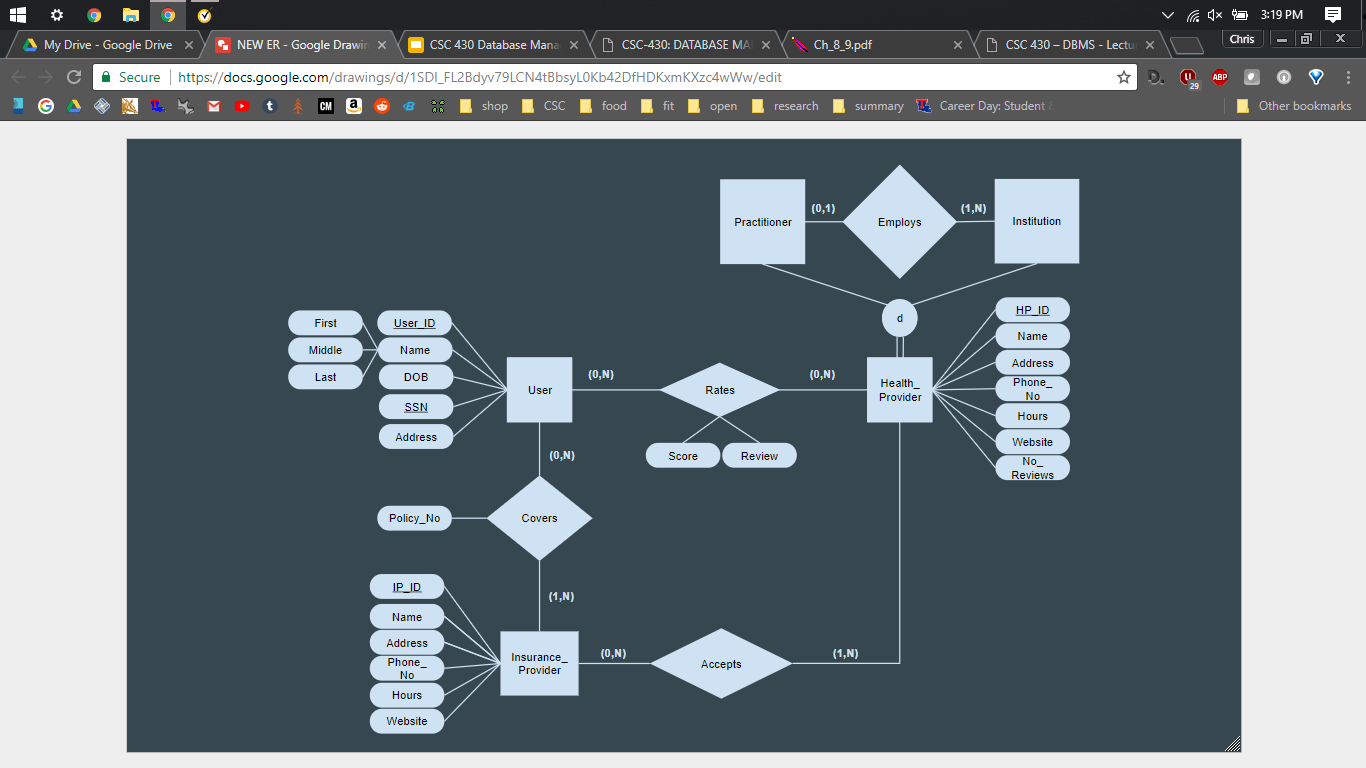 3:19 PM
My Drive - Google Drive
NEW ER - Google Drawin
CSC 430 Database Mana
CSC-430: DATABASE MA
Ch_8_9.pdf
CSC 430 – DBMS - Lectu
Chris
Secure
https://docs.google.com/drawings/d/1SDI_FL2Bdyv79LCN4tBbsyL0Kb42DfHDKxmKXzc4wWw/edit
29
ABP
CM
shop
CSC
food
fit
open
research
summary
Career Day: Student
Other bookmarks
Practitioner
(0,1)
Employs
(1,N)
Institution
d
First
Middle
Last
User_ID
Name
DOB
SSN
Address
User
(0,N)
Rates
(0,N)
Health_
Provider
HP_ID
Name
Address
Phone_
No
Hours
Website
No_
Reviews
Score
Review
(0,N)
Policy_No
Covers
(1,N)
IP_ID
Name
Address
Phone_
No
Hours
Website
Insurance_
Provider
(0,N)
Accepts
(1,N)